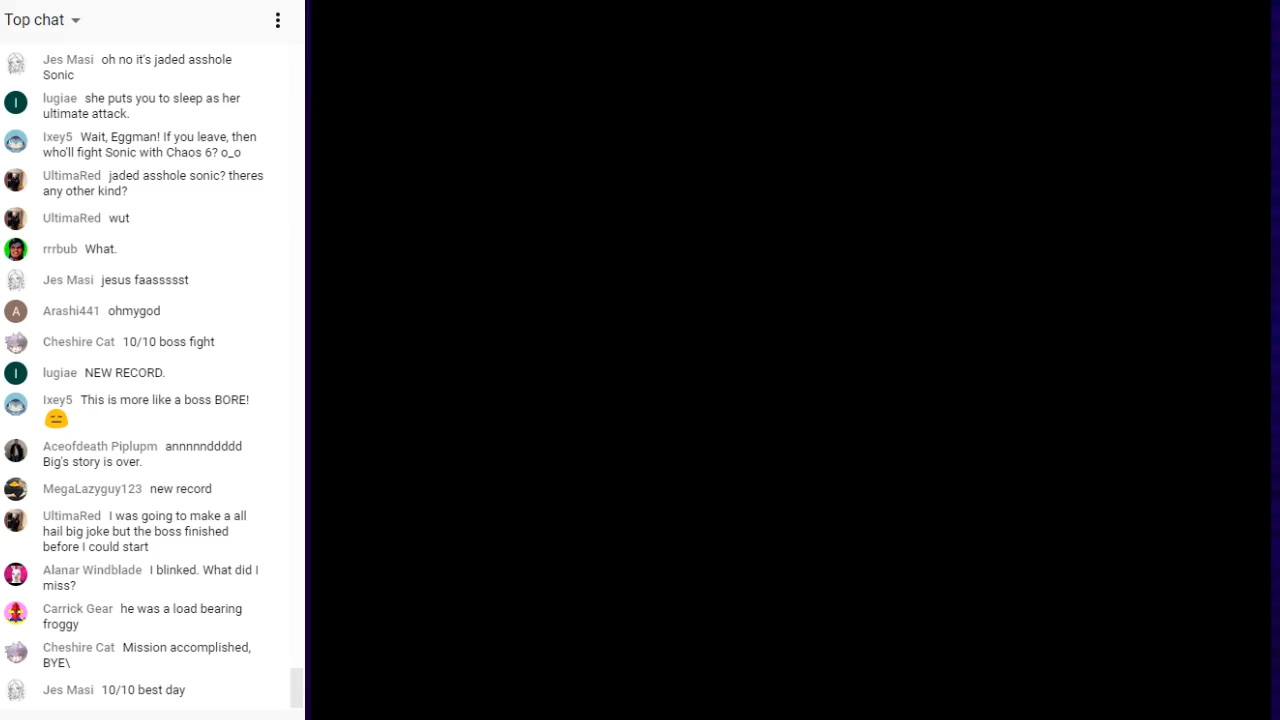 Top chat
Jes Masi oh no it's jaded asshole
Sonic
lugiae she puts you to sleep as her
ultimate attack.
Ixey5 Wait, Eggman! If you leave, then
who'll fight Sonic with Chaos 6? o_o
UltimaRed jaded asshole sonic? theres
any other kind?
UltimaRed wut
rrrbub What.
Jes Masi jesus faassssst
A
Arashi441 ohmygod
Cheshire Cat 10/10 boss fight
lugiae NEW RECORD.
Ixey5 This is more like a boss BORE!
Aceofdeath Piplupm annnnnddddd
Big's story is over.
MegaLazyguy123 new record
UltimaRed I was going to make a all
hail big joke but the boss finished
before I could start
Alanar Windblade I blinked. What did I
miss?
Carrick Gear he was a load bearing
froggy
Cheshire Cat Mission accomplished,
BYE\
Jes Masi 10/10 best day